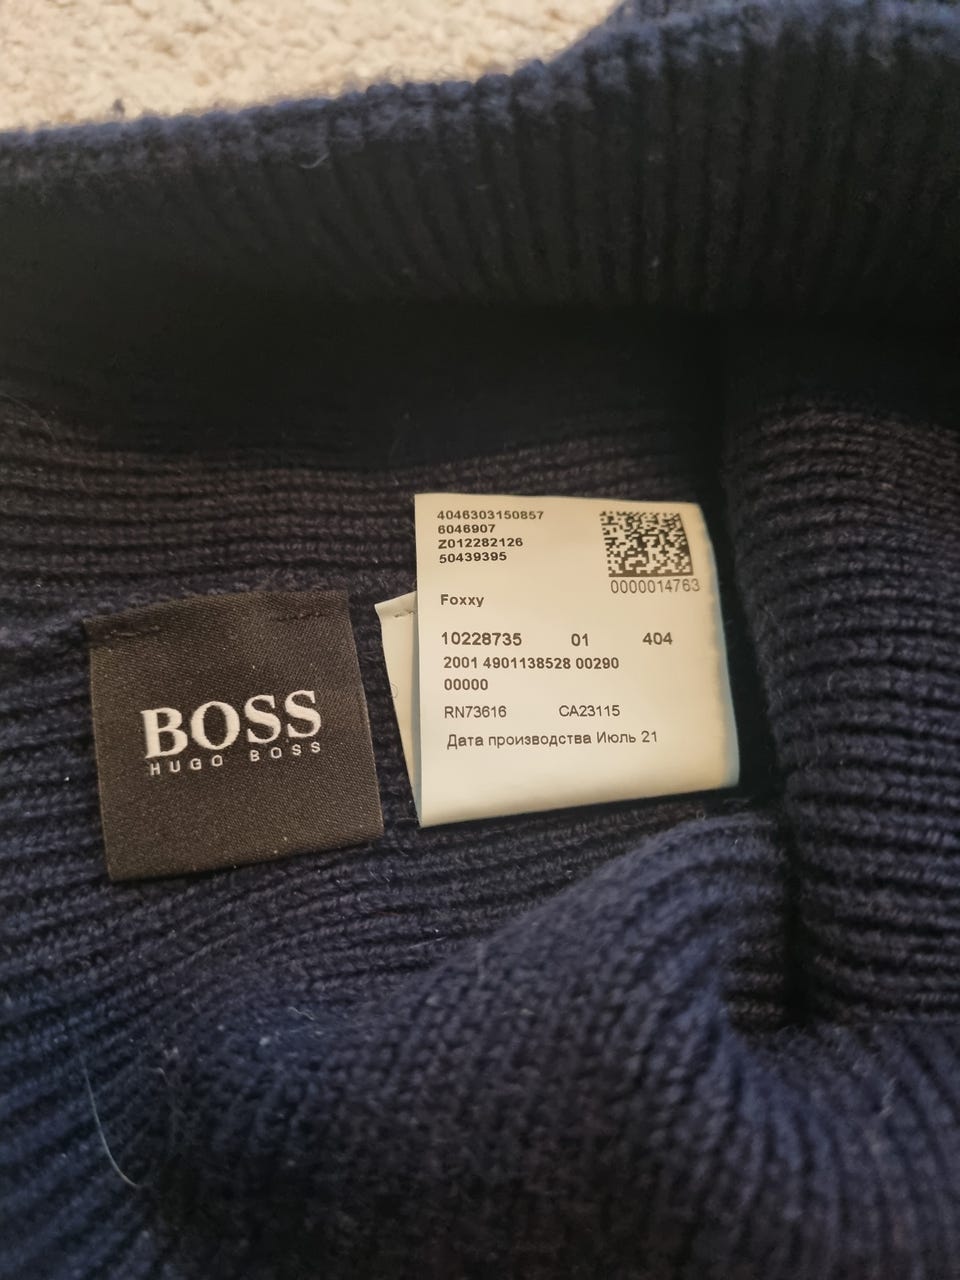 BOSS
HUGO BOSS
4046303150857
6046907
Z012282126
50439395
0000014763
Foxxy
10228735 01 404
2001 4901138528 00290
00000
RN73616 CA23115
Дата производства Июль 21